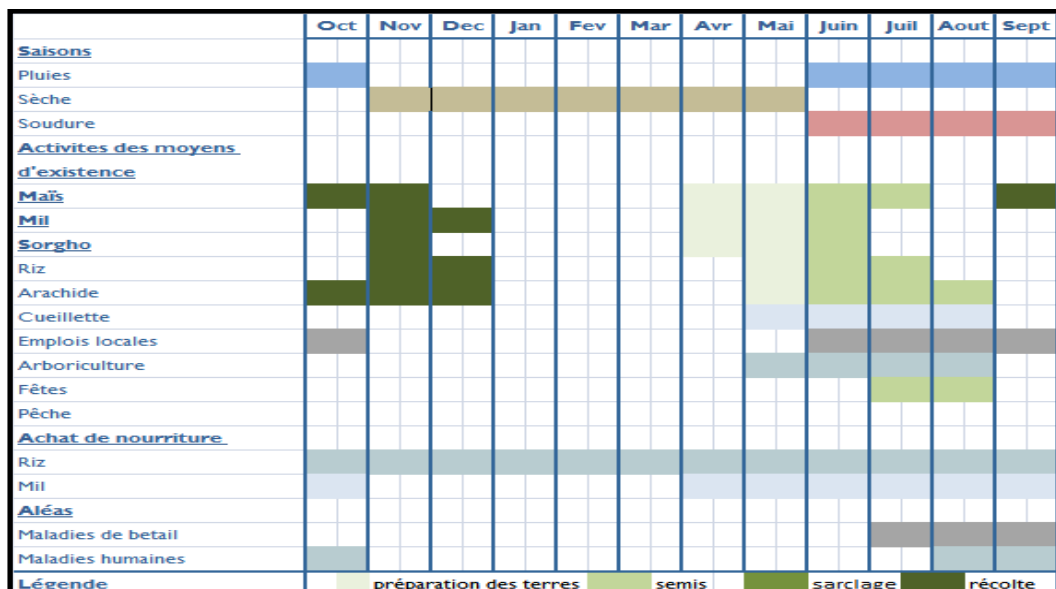 Oct Nov Dec Jan Fev Mar Avr Mai Juin Juil Aout Sept
Saisons
Pluies
Sèche
Soudure
Activites des moyens
d'existence
Maïs
Mil
Sorgho
Riz
Arachide
Cueillette
Emplois locales
Arboriculture
Fêtes
Pêche
Achat de nourriture
Riz
Mil
Aléas
Maladies de betail
Maladies humaines
Légende préparation des terres semis sarclage récolte